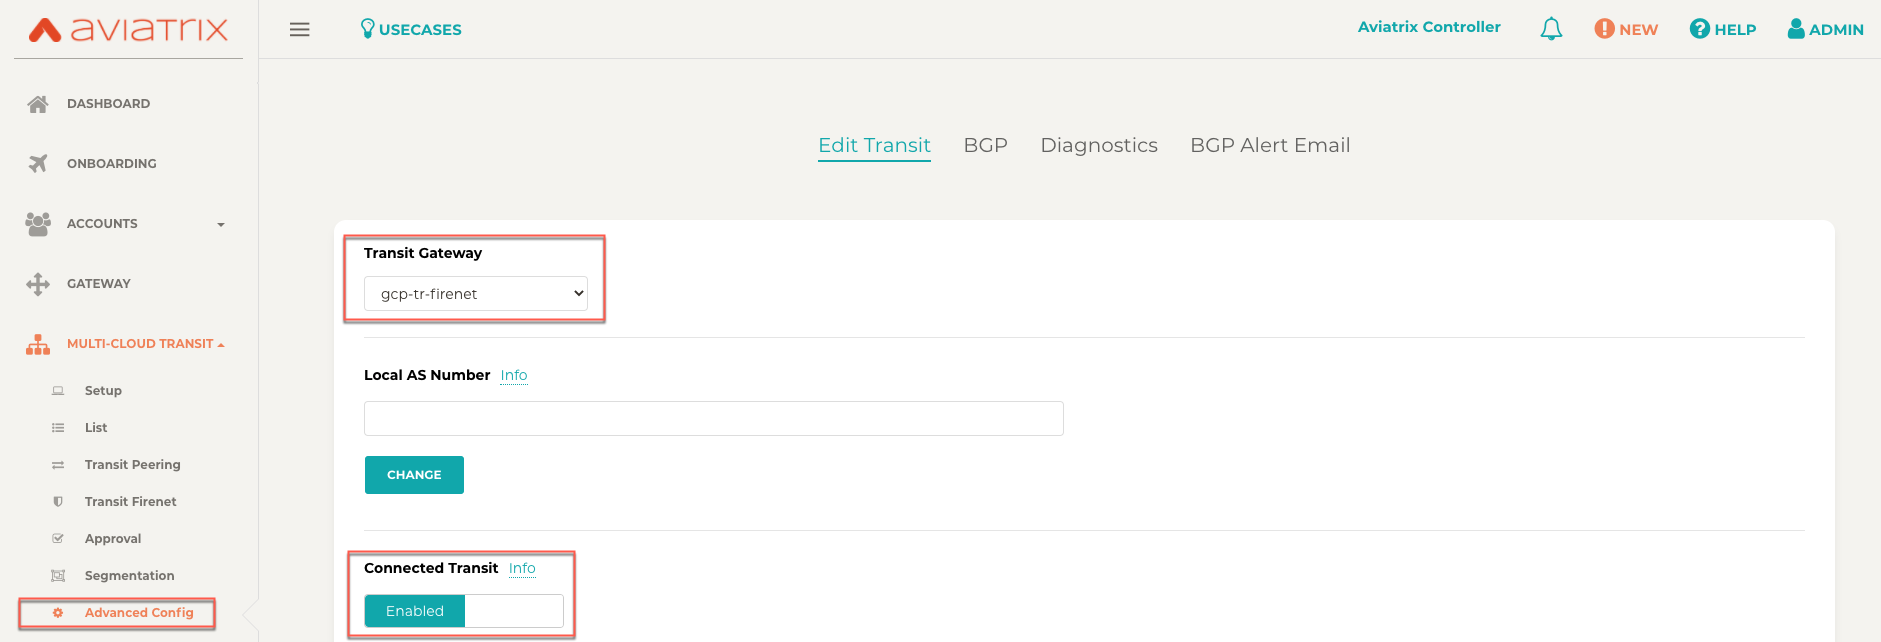 aviatrix
USECASES
Aviatrix Controller
NEW
HELP
ADMIN
DASHBOARD
ONBOARDING
ACCOUNTS
GATEWAY
MULTI-CLOUD TRANSIT
Setup
List
Transit Peering
Transit Firenet
Approval
Segmentation
Advanced Config
Edit Transit BGP Diagnostics BGP Alert Email
Transit Gateway
gcp-tr-firenet
Local AS Number Info
CHANGE
Connected Transit Info
Enabled